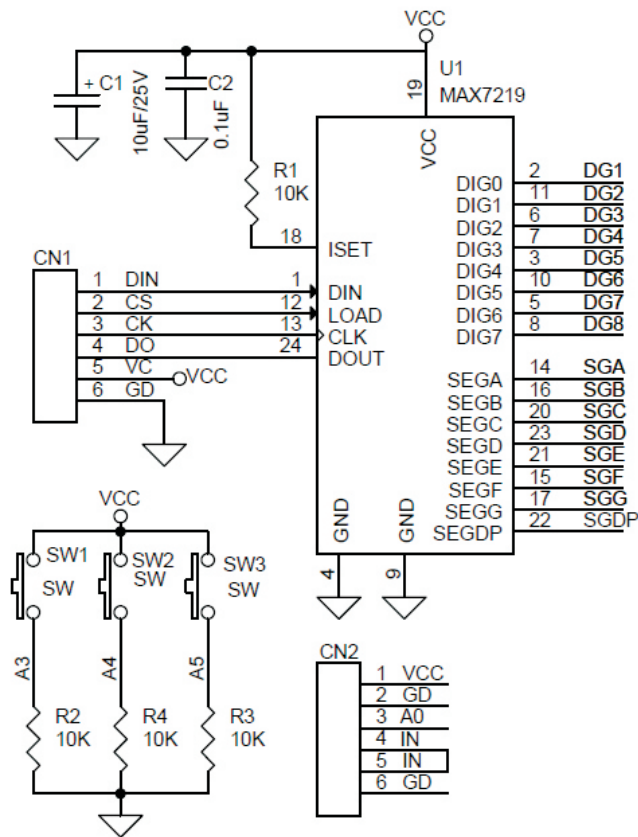 VCC
U1
MAX7219
+ C1
10uF/25V
C2
0.1uF
19
VCC
R1
10K
18
ISET
CN1
1 DIN
1
DIN
2 CS
12
LOAD
3 CK
13
CLK
4 DO
24
DOUT
5 VC
VCC
6 GD
DIG0 2 DG1
DIG1 11 DG2
DIG2 6 DG3
DIG3 7 DG4
DIG4 3 DG5
DIG5 10 DG6
DIG6 5 DG7
DIG7 8 DG8
SEGA 14 SGA
SEGB 16 SGB
SEGC 20 SGC
SEGD 23 SGD
SEGE 21 SGE
SEGF 15 SGF
SEGG 17 SGG
SEGDP 22 SGDP
GND
GND
4
9
VCC
SW1
SW
SW2
SW
SW3
SW
A3
A4
A5
R2
10K
R4
10K
R3
10K
CN2
1 VCC
2 GD
3 A0
4 IN
5 IN
6 GD